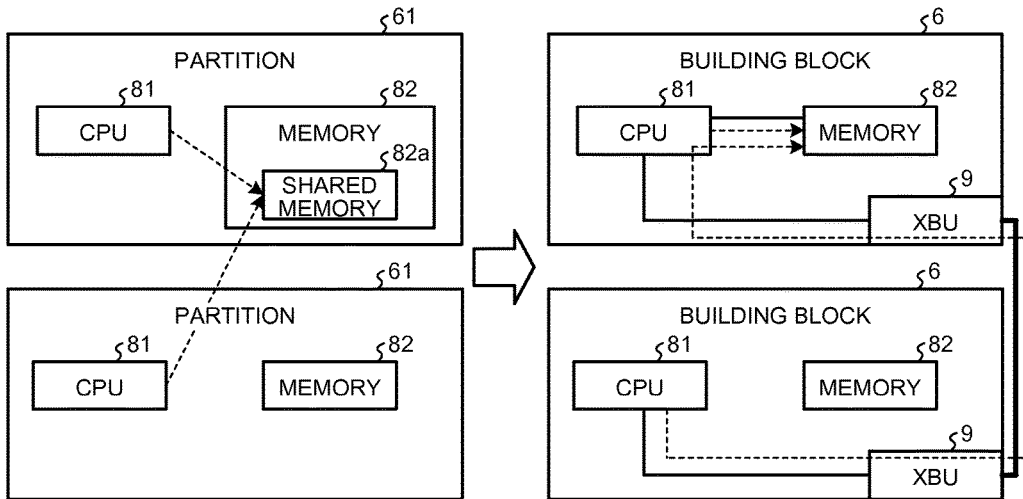 61
PARTITION
81
CPU
82
MEMORY
82a
SHARED
MEMORY
61
PARTITION
81
CPU
82
MEMORY
6
BUILDING BLOCK
81
CPU
82
MEMORY
9
XBU
6
BUILDING BLOCK
81
CPU
82
MEMORY
9
XBU